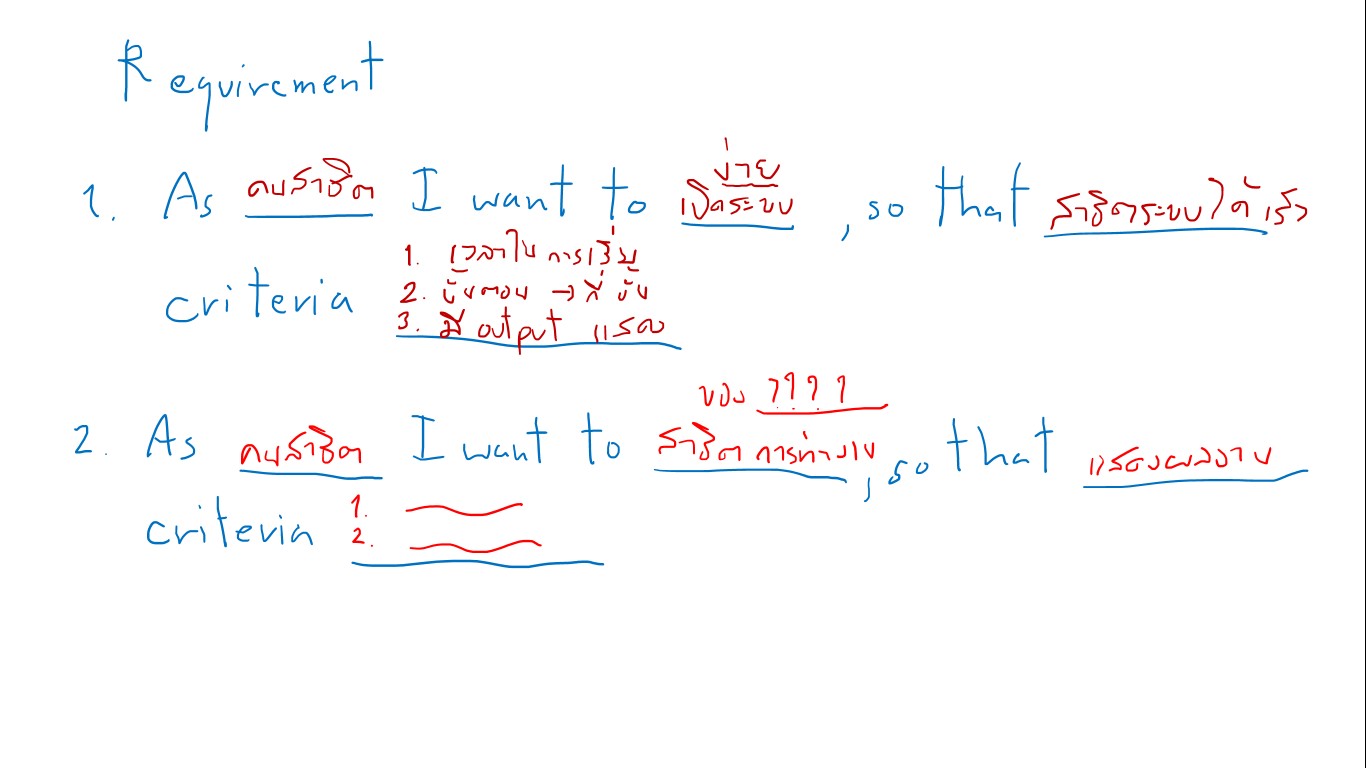 Requirement
ง่าย
1. As คนสาธิต I want to เปิดระบบ, so that สาธิตระบบได้เร็ว
1. เวลาในการเริ่ม
criteria 2. ขั้นตอน → กี่ ขั้น
3. มี output แสดง
ของ ????
2. As คนสาธิต I want to สาธิต การทำงาน, so that แสดงผลงาน
criteria 1.
2.